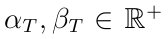 α_T, β_T ∈ ℝ⁺